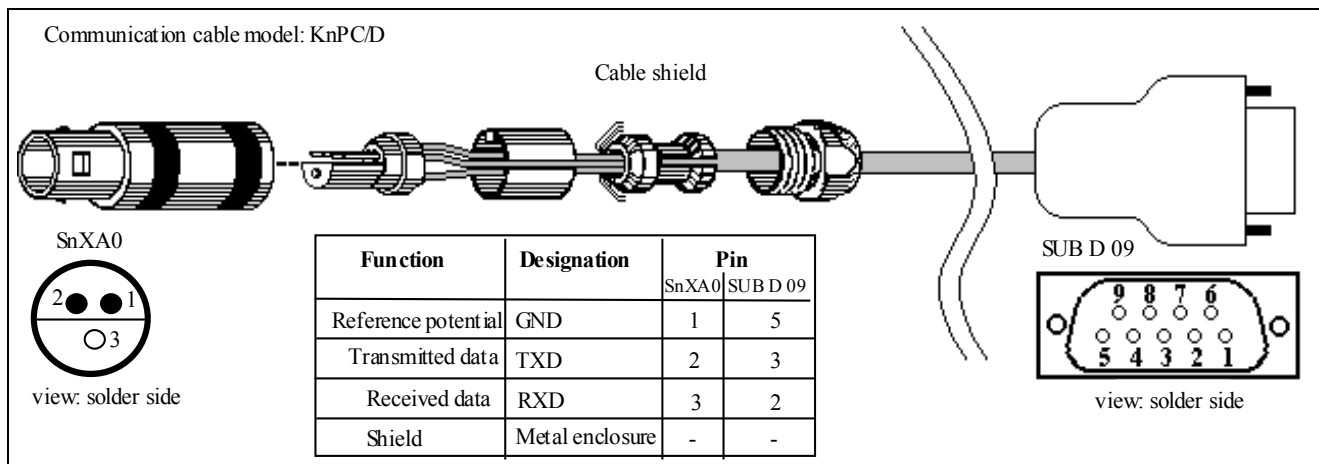 Communication cable model: KnPC/D
Cable shield
SnXA0
2 1
3
view: solder side
Function Designation Pin
SnXA0 SUB D 09
Reference potential GND 1 5
Transmitted data TXD 2 3
Received data RXD 3 2
Shield Metal enclosure - -
SUB D 09
9 8 7 6
5 4 3 2 1
view: solder side